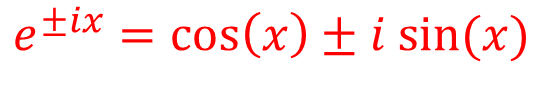 e^{±ix} = cos(x) ± i sin(x)